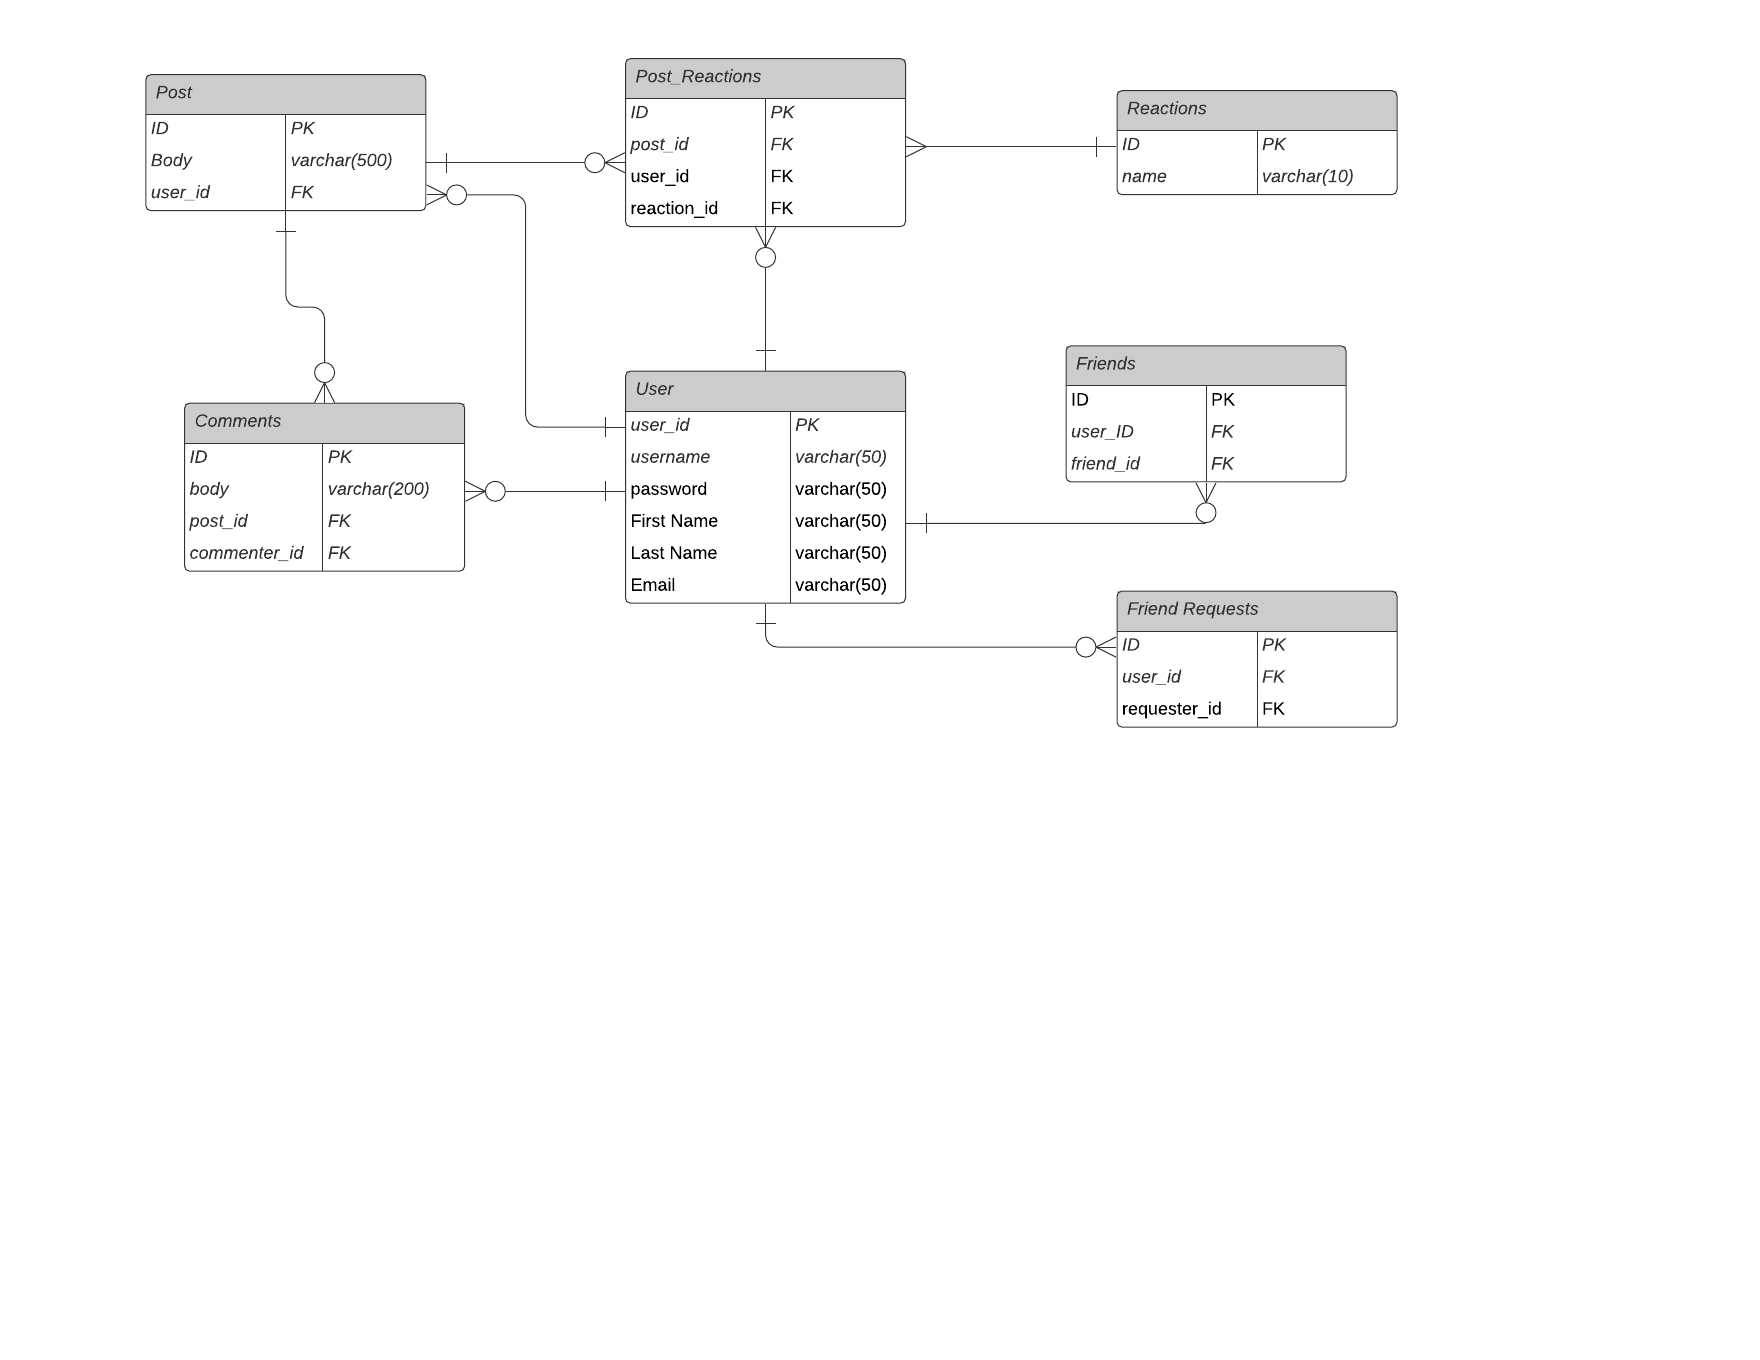 Post
ID PK
Body varchar(500)
user_id FK
Post_Reactions
ID PK
post_id FK
user_id FK
reaction_id FK
Reactions
ID PK
name varchar(10)
Comments
ID PK
body varchar(200)
post_id FK
commenter_id FK
User
user_id PK
username varchar(50)
password varchar(50)
First Name varchar(50)
Last Name varchar(50)
Email varchar(50)
Friends
ID PK
user_ID FK
friend_id FK
Friend Requests
ID PK
user_id FK
requester_id FK